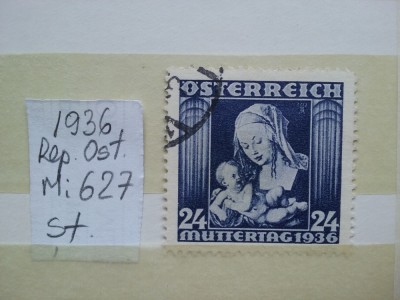 1936
Rep. Öst.
Mi 627
St.
ÖSTERREICH
24 24
MUTTERTAG 1936